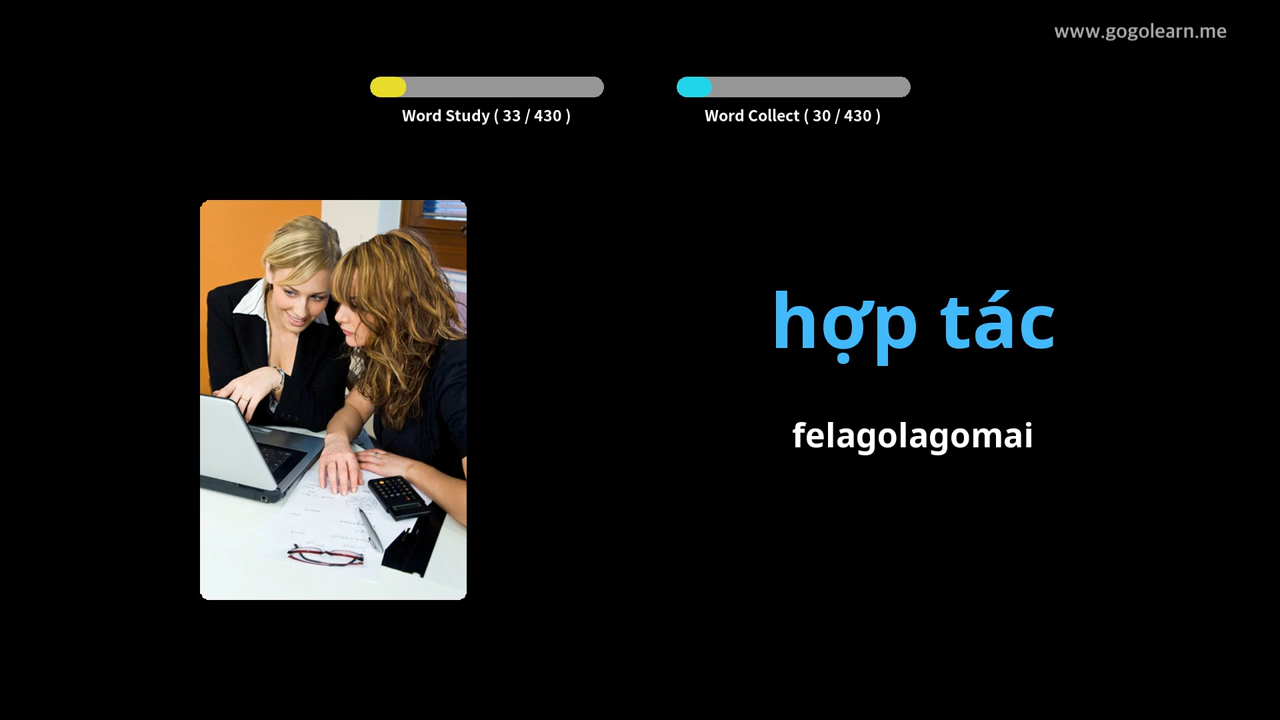 www.gogolearn.me
Word Study ( 33 / 430 )
Word Collect ( 30 / 430 )
hợp tác
felagolagomai